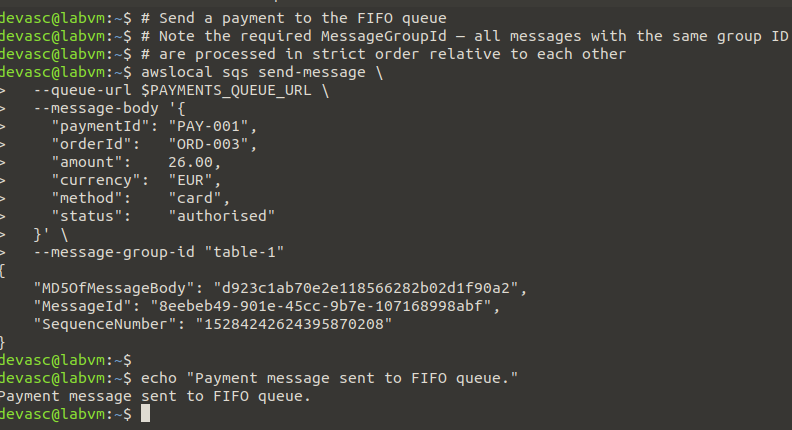 devasc@labvm:~$ # Send a payment to the FIFO queue
devasc@labvm:~$ # Note the required MessageGroupId — all messages with the same group ID
devasc@labvm:~$ # are processed in strict order relative to each other
devasc@labvm:~$ awslocal sqs send-message \
>   --queue-url $PAYMENTS_QUEUE_URL \
>   --message-body '{
>     "paymentId": "PAY-001",
>     "orderId":   "ORD-003",
>     "amount":    26.00,
>     "currency":  "EUR",
>     "method":    "card",
>     "status":    "authorised"
>   }' \
>   --message-group-id "table-1"
{
    "MD5OfMessageBody": "d923c1ab70e2e118566282b02d1f90a2",
    "MessageId": "8eebeb49-901e-45cc-9b7e-107168998abf",
    "SequenceNumber": "15284242624395870208"
}
devasc@labvm:~$
devasc@labvm:~$ echo "Payment message sent to FIFO queue."
Payment message sent to FIFO queue.
devasc@labvm:~$